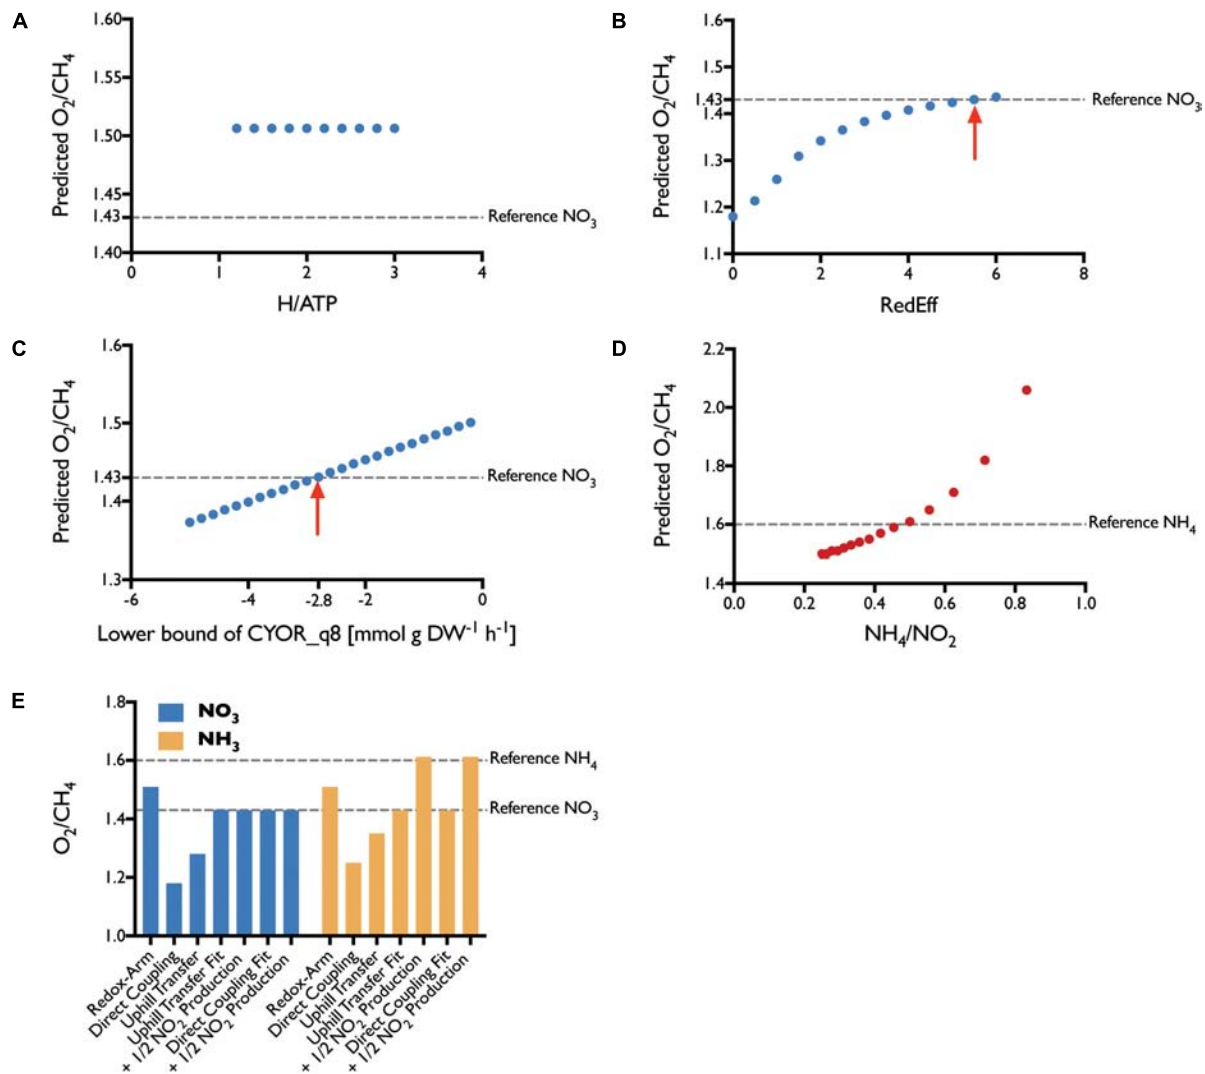 A
1.60
1.55
1.50
1.45
1.43
1.40
Predicted O2/CH4
Reference NO3
0 1 2 3 4
H/ATP
B
1.6
1.5
1.43
1.4
1.3
1.2
1.1
Predicted O2/CH4
Reference NO3
0 2 4 6 8
RedEff
C
1.6
1.5
1.43
1.4
1.3
Predicted O2/CH4
Reference NO3
-6 -4 -2.8 -2 0
Lower bound of CYOR_q8 [mmol g DW-1 h-1]
D
2.2
2.0
1.8
1.6
1.4
Predicted O2/CH4
Reference NH4
0.0 0.2 0.4 0.6 0.8 1.0
NH4/NO2
E
1.8
1.6
1.4
1.2
1.0
O2/CH4
NO3
NH3
Reference NH4
Reference NO3
Redox-Arm
Direct Coupling
Uphill Transfer
Uphill Transfer Fit
+ 1/2 NO2 Production
Direct Coupling Fit
+ 1/2 NO2 Production
Redox-Arm
Direct Coupling
Uphill Transfer
Uphill Transfer Fit
+ 1/2 NO2 Production
Direct Coupling Fit
+ 1/2 NO2 Production